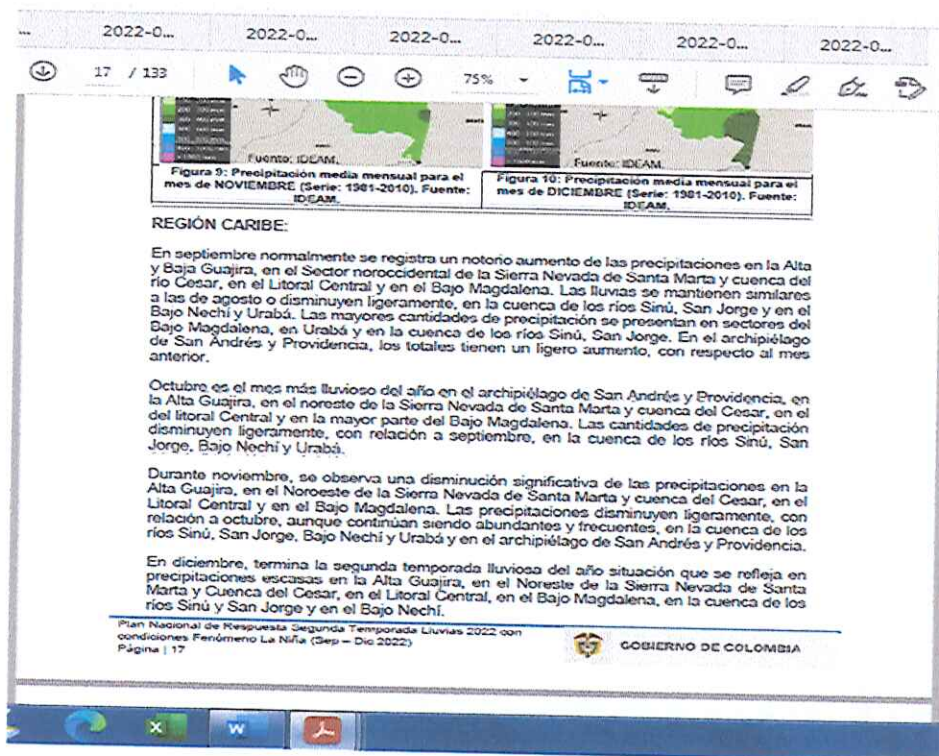 ... 2022-0... 2022-0... 2022-0... 2022-0... 2022-0... 2022-0...
17 / 133 75%
Fuente: IDEAM. Fuente: IDEAM.
Figura 9: Precipitación media mensual para el
mes de NOVIEMBRE (Serie: 1981-2010). Fuente:
IDEAM.
Figura 10: Precipitación media mensual para el
mes de DICIEMBRE (Serie: 1981-2010). Fuente:
IDEAM.
REGIÓN CARIBE:
En septiembre normalmente se registra un notorio aumento de las precipitaciones en la Alta
y Baja Guajira, en el Sector noroccidental de la Sierra Nevada de Santa Marta y cuenca del
río Cesar, en el Litoral Central y en el Bajo Magdalena. Las lluvias se mantienen similares
a las de agosto o disminuyen ligeramente, en la cuenca de los ríos Sinú, San Jorge y en el
Bajo Nechí y Urabá. Las mayores cantidades de precipitación se presentan en sectores del
Bajo Magdalena, en Urabá y en la cuenca de los ríos Sinú, San Jorge. En el archipiélago
de San Andrés y Providencia, los totales tienen un ligero aumento, con respecto al mes
anterior.
Octubre es el mes más lluvioso del año en el archipiélago de San Andrés y Providencia, en
la Alta Guajira, en el noreste de la Sierra Nevada de Santa Marta y cuenca del Cesar, en el
del litoral Central y en la mayor parte del Bajo Magdalena. Las cantidades de precipitación
disminuyen ligeramente, con relación a septiembre, en la cuenca de los ríos Sinú, San
Jorge, Bajo Nechí y Urabá.
Durante noviembre, se observa una disminución significativa de las precipitaciones en la
Alta Guajira, en el Noroeste de la Sierra Nevada de Santa Marta y cuenca del Cesar, en el
Litoral Central y en el Bajo Magdalena. Las precipitaciones disminuyen ligeramente, con
relación a octubre, aunque continúan siendo abundantes y frecuentes, en la cuenca de los
ríos Sinú, San Jorge, Bajo Nechí y Urabá y en el archipiélago de San Andrés y Providencia.
En diciembre, termina la segunda temporada lluviosa del año situación que se refleja en
precipitaciones escasas en la Alta Guajira, en el Noreste de la Sierra Nevada de Santa
Marta y Cuenca del Cesar, en el Litoral Central, en el Bajo Magdalena, en la cuenca de los
ríos Sinú y San Jorge y en el Bajo Nechí.
Plan Nacional de Respuesta Segunda Temporada Lluvias 2022 con
condiciones Fenómeno La Niña (Sep – Dic 2022)
Página | 17
GOBIERNO DE COLOMBIA